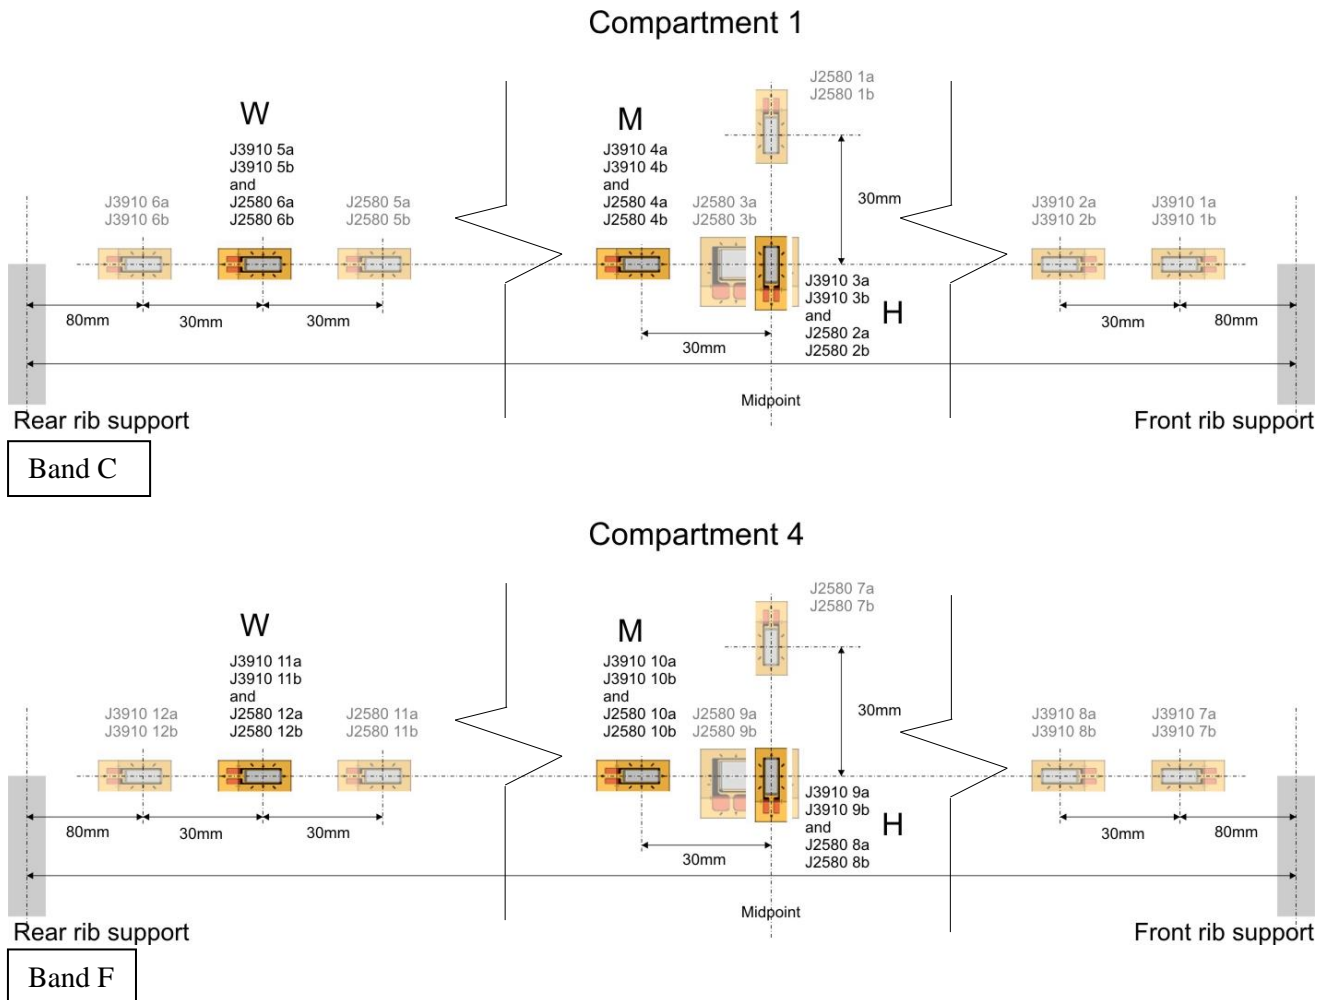 Compartment 1
J2580 1a
J2580 1b
W
M
J3910 5a
J3910 5b
and
J2580 6a
J2580 6b
J3910 4a
J3910 4b
and
J2580 4a
J2580 4b
J3910 6a
J3910 6b
J2580 5a
J2580 5b
J2580 3a
J2580 3b
30mm
J3910 2a
J3910 2b
J3910 1a
J3910 1b
J3910 3a
J3910 3b
and
J2580 2a
J2580 2b
H
80mm
30mm
30mm
30mm
30mm
80mm
Midpoint
Rear rib support
Front rib support
Band C
Compartment 4
J2580 7a
J2580 7b
W
M
J3910 11a
J3910 11b
and
J2580 12a
J2580 12b
J3910 10a
J3910 10b
and
J2580 10a
J2580 10b
J3910 12a
J3910 12b
J2580 11a
J2580 11b
J2580 9a
J2580 9b
30mm
J3910 8a
J3910 8b
J3910 7a
J3910 7b
J3910 9a
J3910 9b
and
J2580 8a
J2580 8b
H
80mm
30mm
30mm
30mm
30mm
80mm
Midpoint
Rear rib support
Front rib support
Band F